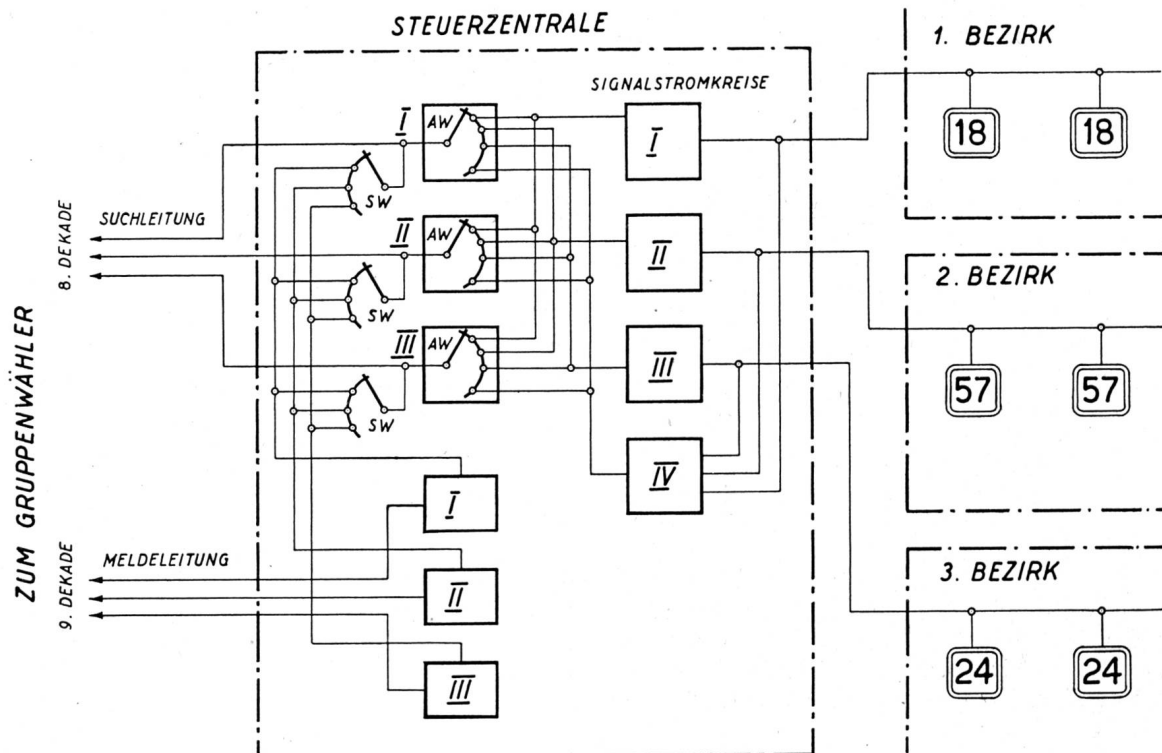 STEUERZENTRALE
1. BEZIRK
SIGNALSTROMKREISE
I
AW
I
18
18
SW
SUCHLEITUNG
8. DEKADE
II
AW
II
2. BEZIRK
SW
III
AW
III
57
57
SW
IV
ZUM GRUPPENWÄHLER
I
MELDELEITUNG
9. DEKADE
II
3. BEZIRK
III
24
24